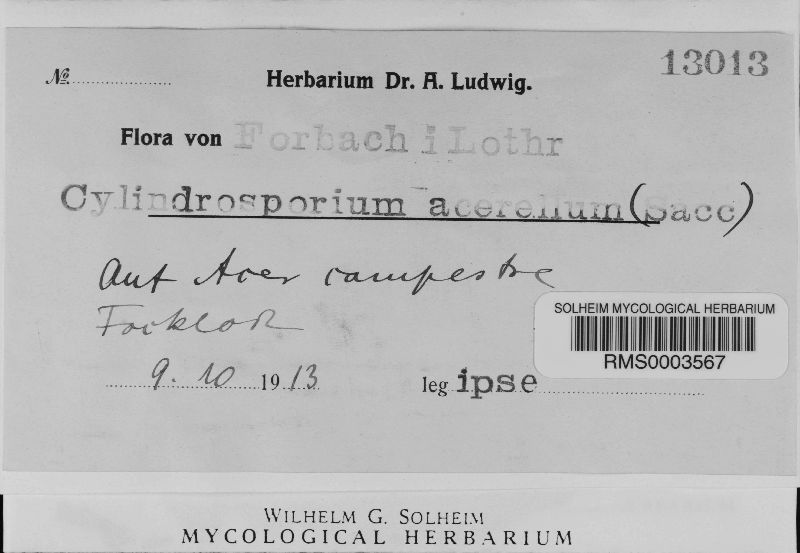 13013
№
Herbarium Dr. A. Ludwig.
Flora von Forbach i Lothr
Cylindrosporium acerellum (Sacc)
Auf Acer campestre
SOLHEIM MYCOLOGICAL HERBARIUM
RMS0003567
9. 10 1913 leg ipse
WILHELM G. SOLHEIM
MYCOLOGICAL HERBARIUM